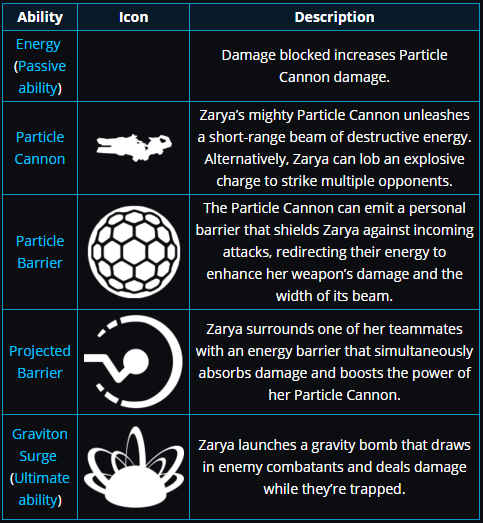 Ability Icon Description
Energy
(Passive
ability)
Damage blocked increases Particle
Cannon damage.
Particle
Cannon
Zarya’s mighty Particle Cannon unleashes
a short-range beam of destructive energy.
Alternatively, Zarya can lob an explosive
charge to strike multiple opponents.
Particle
Barrier
The Particle Cannon can emit a personal
barrier that shields Zarya against incoming
attacks, redirecting their energy to
enhance her weapon’s damage and the
width of its beam.
Projected
Barrier
Zarya surrounds one of her teammates
with an energy barrier that simultaneously
absorbs damage and boosts the power of
her Particle Cannon.
Graviton
Surge
(Ultimate
ability)
Zarya launches a gravity bomb that draws
in enemy combatants and deals damage
while they’re trapped.